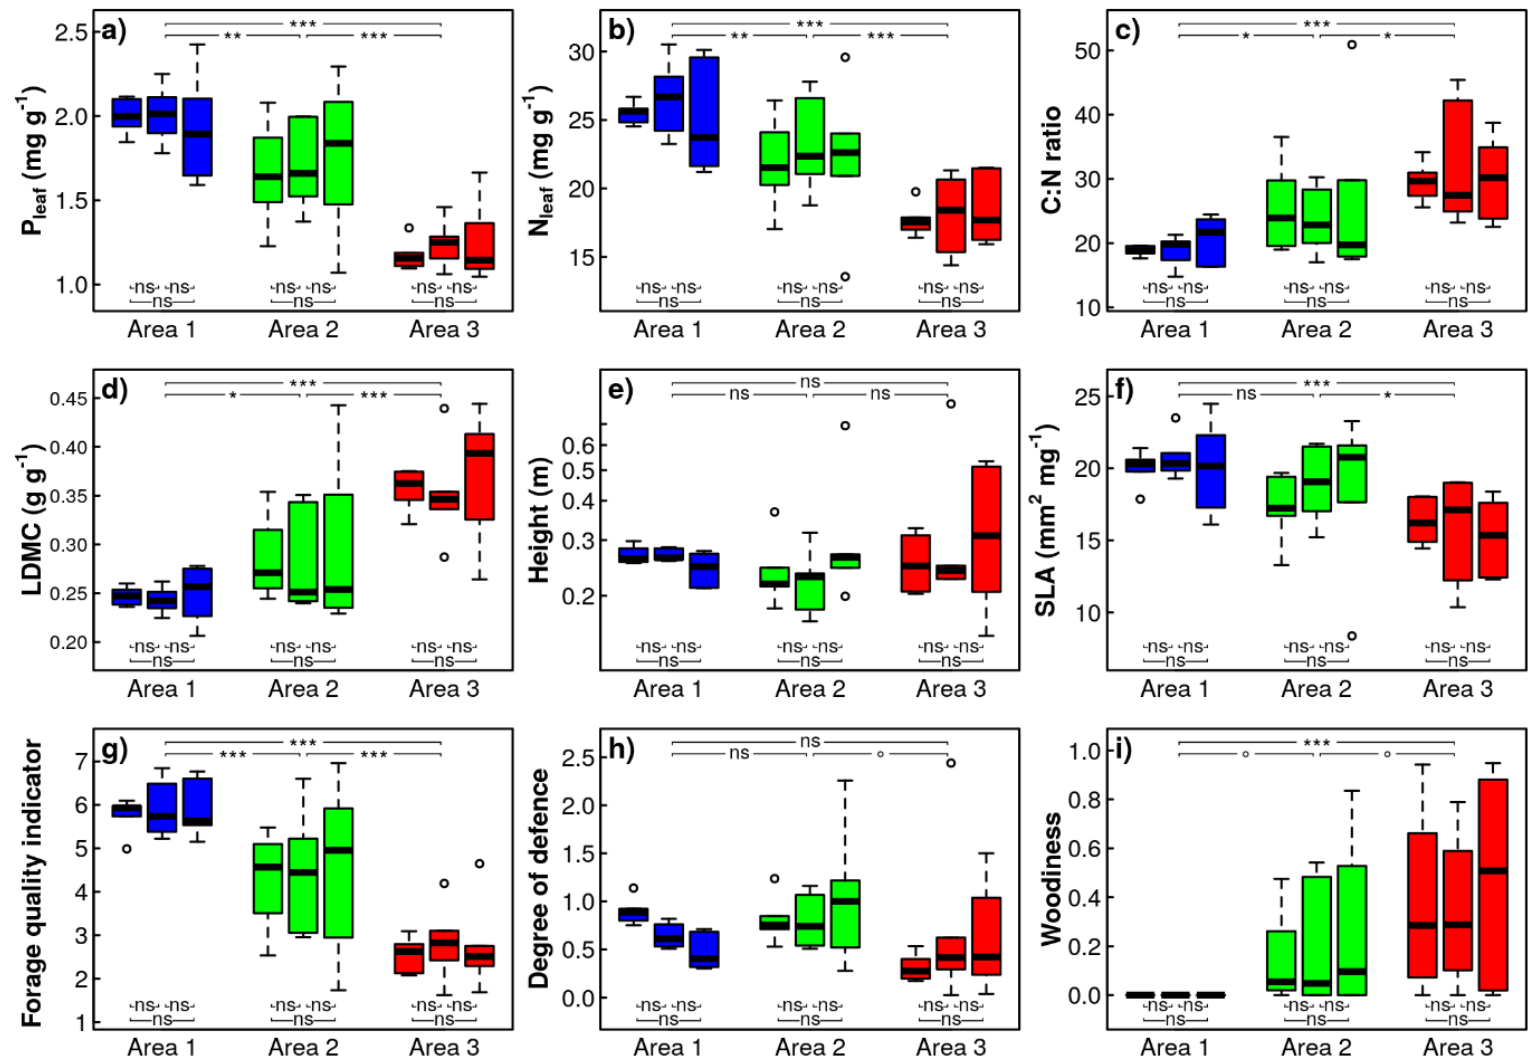 a)
***
** ***
P_leaf (mg g⁻¹)
2.5
2.0
1.5
1.0
ns ns ns ns ns ns
ns ns ns
Area 1 Area 2 Area 3
b)
***
** ***
N_leaf (mg g⁻¹)
30
25
20
15
ns ns ns ns ns ns
ns ns ns
Area 1 Area 2 Area 3
c)
***
* *
C:N ratio
50
40
30
20
10
ns ns ns ns ns ns
ns ns ns
Area 1 Area 2 Area 3
d)
***
* ***
LDMC (g g⁻¹)
0.45
0.40
0.35
0.30
0.25
0.20
ns ns ns ns ns ns
ns ns ns
Area 1 Area 2 Area 3
e)
ns
ns ns
Height (m)
0.6
0.5
0.4
0.3
0.2
ns ns ns ns ns ns
ns ns ns
Area 1 Area 2 Area 3
f)
***
ns *
SLA (mm² mg⁻¹)
25
20
15
10
ns ns ns ns ns ns
ns ns ns
Area 1 Area 2 Area 3
g)
***
*** ***
Forage quality indicator
7
6
5
4
3
2
1
ns ns ns ns ns ns
ns ns ns
Area 1 Area 2 Area 3
h)
ns
ns °
Degree of defence
2.5
2.0
1.5
1.0
0.5
0.0
ns ns ns ns ns ns
ns ns ns
Area 1 Area 2 Area 3
i)
***
° °
Woodiness
1.0
0.8
0.6
0.4
0.2
0.0
ns ns ns ns ns ns
ns ns ns
Area 1 Area 2 Area 3